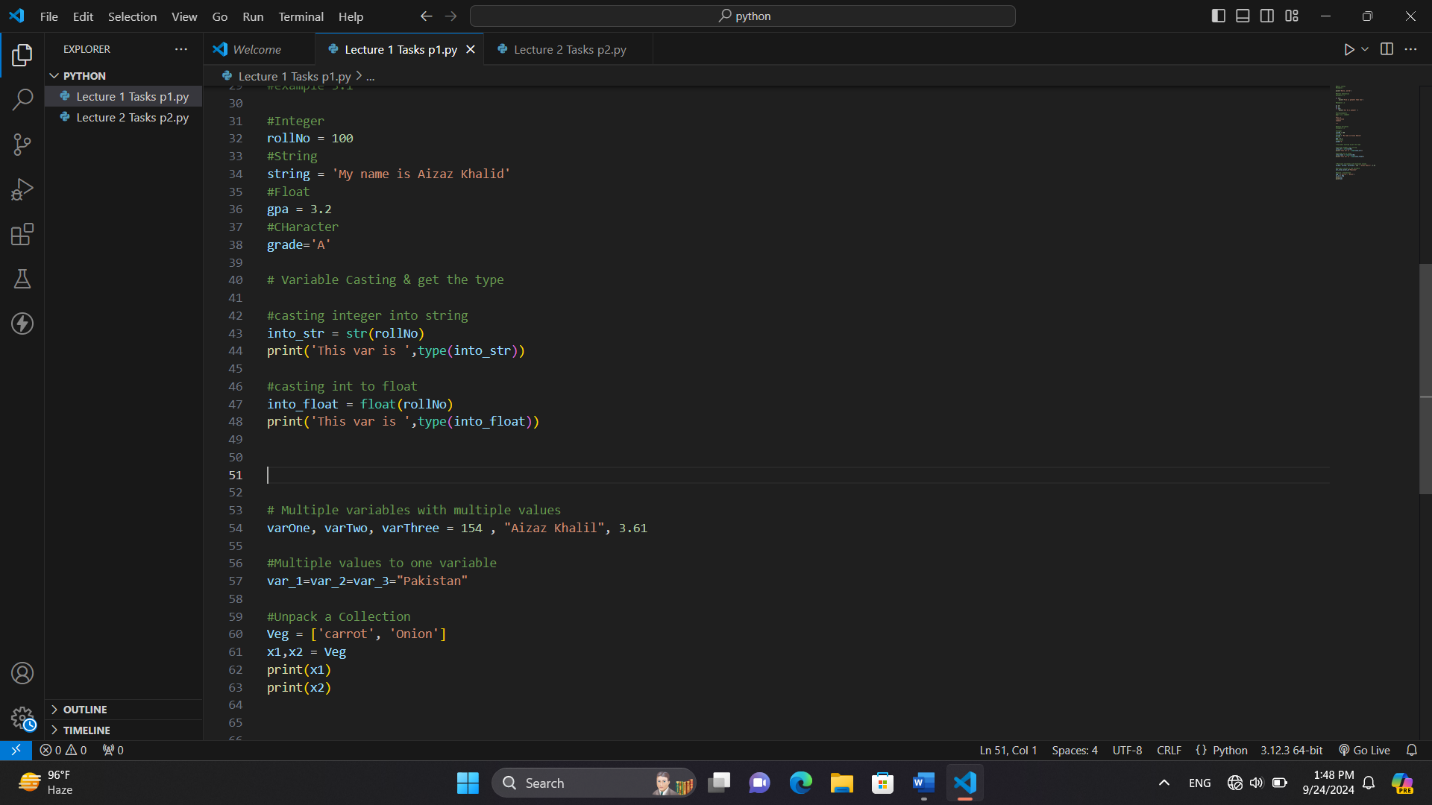 File Edit Selection View Go Run Terminal Help
python
EXPLORER
Welcome
Lecture 1 Tasks p1.py
Lecture 2 Tasks p2.py
PYTHON
Lecture 1 Tasks p1.py
Lecture 2 Tasks p2.py
Lecture 1 Tasks p1.py > ...
29 #example 3.1
30
31 #Integer
32 rollNo = 100
33 #String
34 string = 'My name is Aizaz Khalid'
35 #Float
36 gpa = 3.2
37 #CHaracter
38 grade='A'
39
40 # Variable Casting & get the type
41
42 #casting integer into string
43 into_str = str(rollNo)
44 print('This var is ',type(into_str))
45
46 #casting int to float
47 into_float = float(rollNo)
48 print('This var is ',type(into_float))
49
50
51
52
53 # Multiple variables with multiple values
54 varOne, varTwo, varThree = 154 , "Aizaz Khalil", 3.61
55
56 #Multiple values to one variable
57 var_1=var_2=var_3="Pakistan"
58
59 #Unpack a Collection
60 Veg = ['carrot', 'Onion']
61 x1,x2 = Veg
62 print(x1)
63 print(x2)
64
65
66
OUTLINE
TIMELINE
0 0 0
Ln 51, Col 1 Spaces: 4 UTF-8 CRLF {} Python 3.12.3 64-bit Go Live
96°F
Haze
Search
ENG
1:48 PM
9/24/2024
PRE